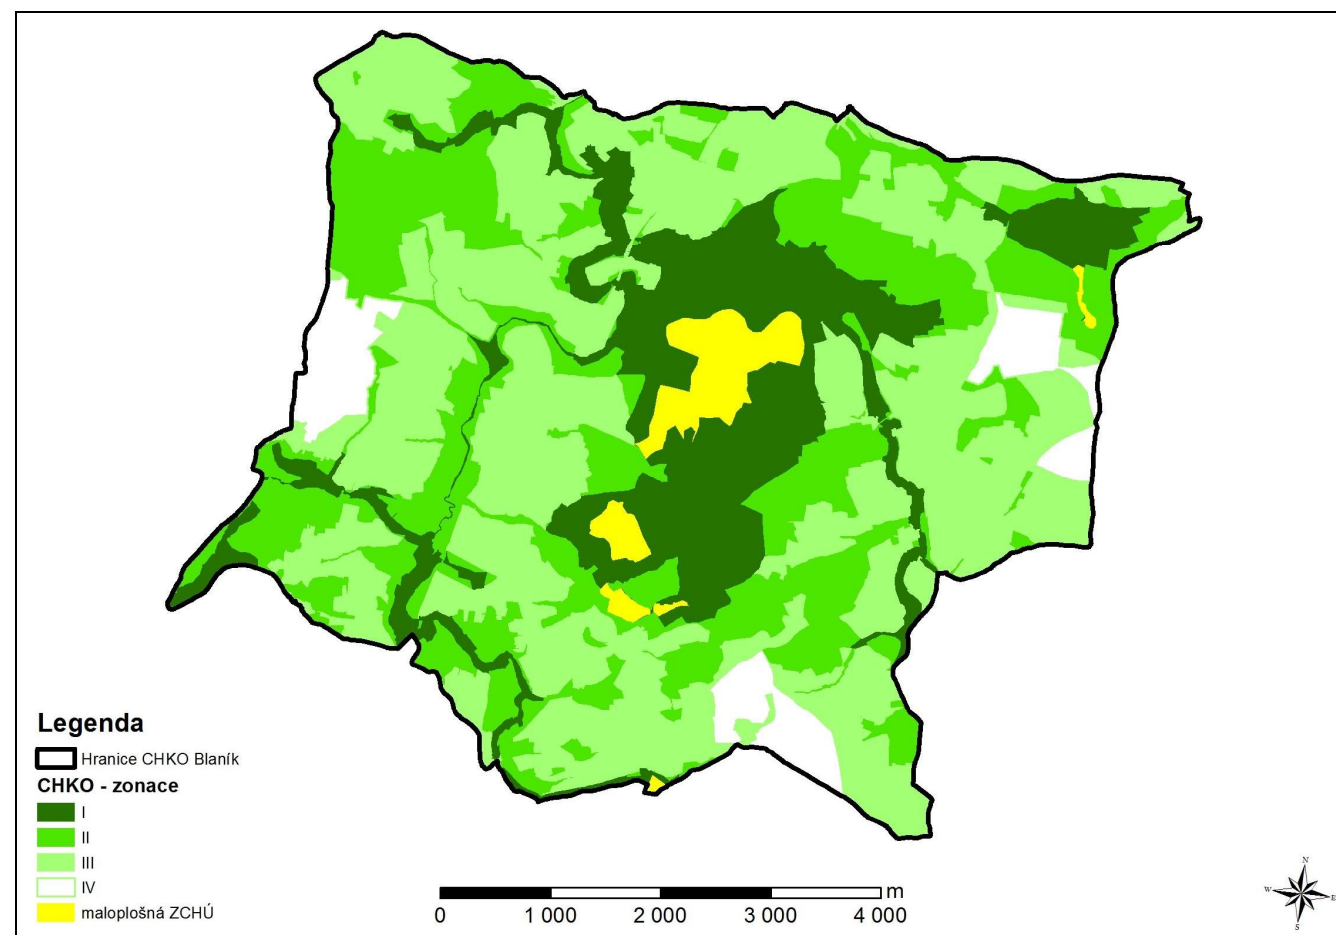 Legenda
Hranice CHKO Blaník
CHKO - zonace
I
II
III
IV
maloplošná ZCHÚ
0 1 000 2 000 3 000 4 000 m
N
W E
S